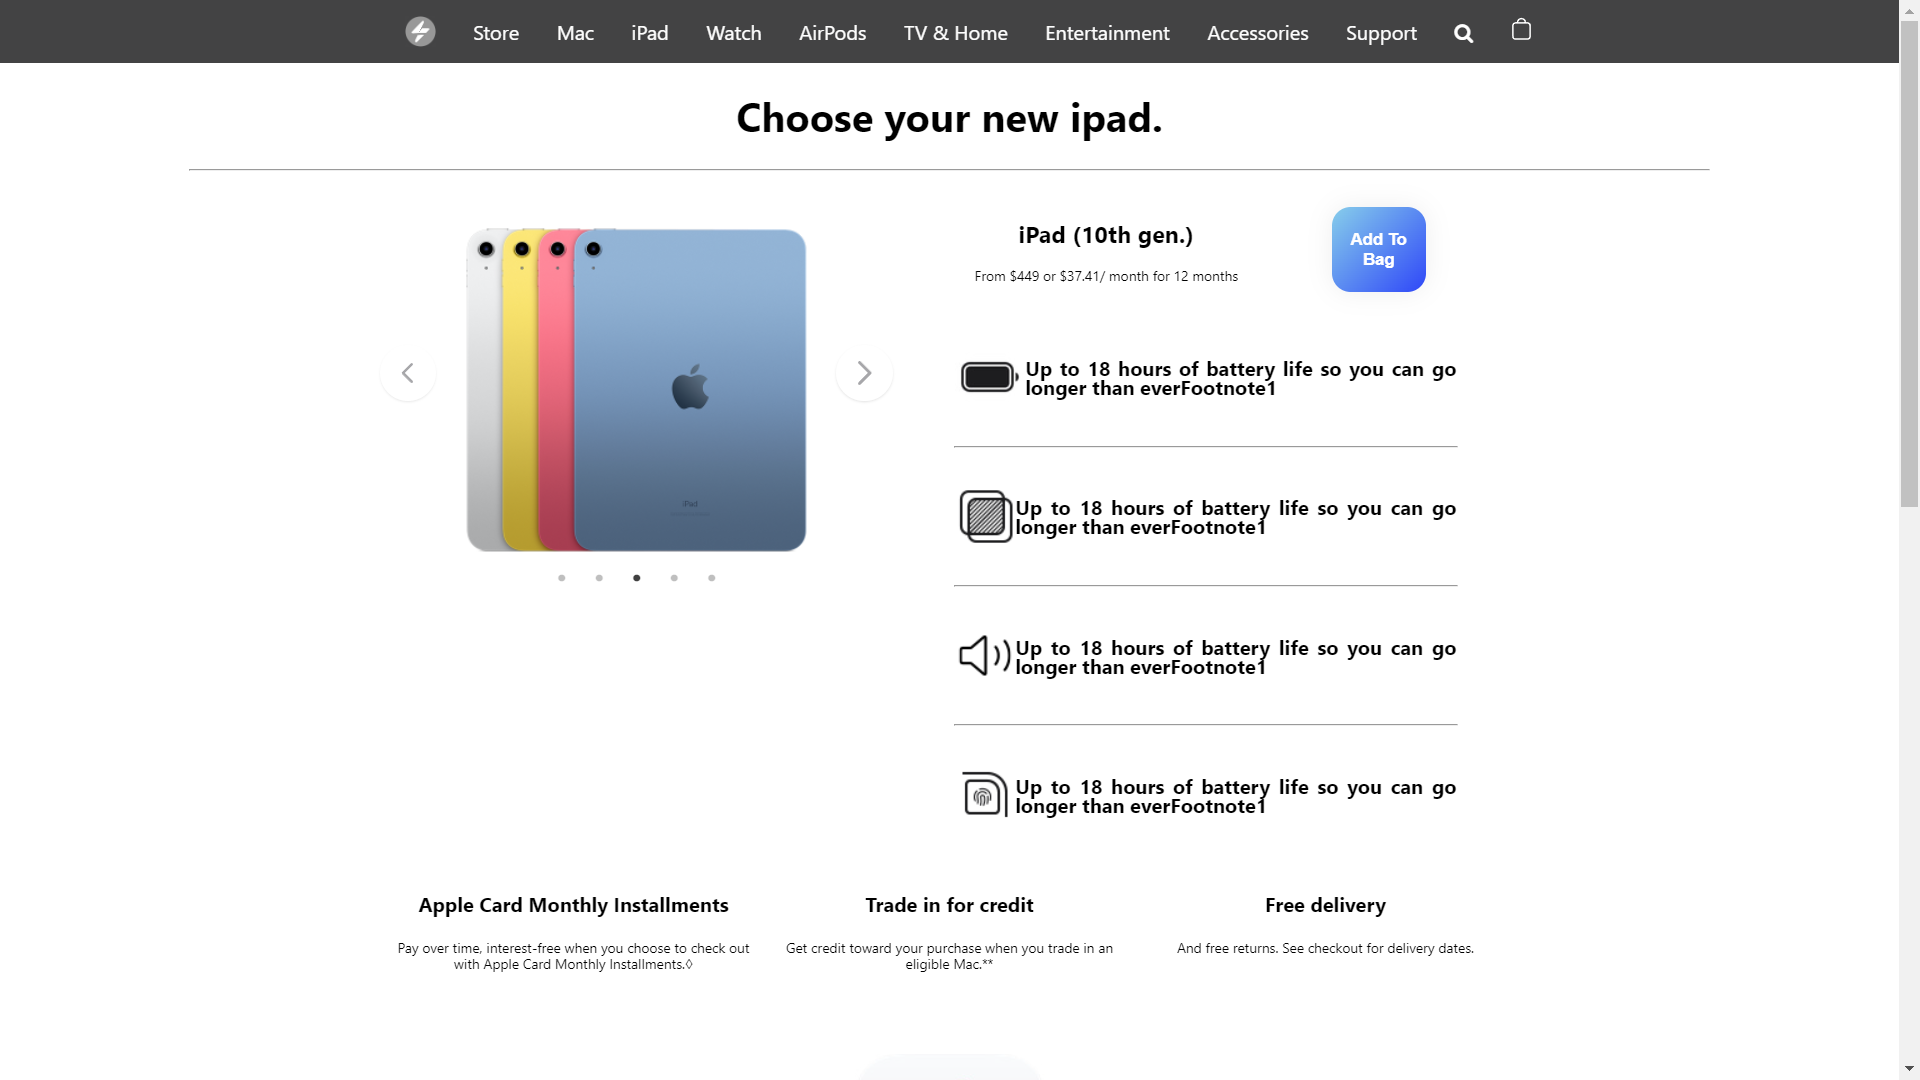 Store Mac iPad Watch AirPods TV & Home Entertainment Accessories Support
Choose your new ipad.
iPad (10th gen.)
From $449 or $37.41/ month for 12 months
Add To
Bag
iPad
Up to 18 hours of battery life so you can go
longer than everFootnote1
Up to 18 hours of battery life so you can go
longer than everFootnote1
Up to 18 hours of battery life so you can go
longer than everFootnote1
Up to 18 hours of battery life so you can go
longer than everFootnote1
Apple Card Monthly Installments
Pay over time, interest-free when you choose to check out
with Apple Card Monthly Installments.◊
Trade in for credit
Get credit toward your purchase when you trade in an
eligible Mac.**
Free delivery
And free returns. See checkout for delivery dates.